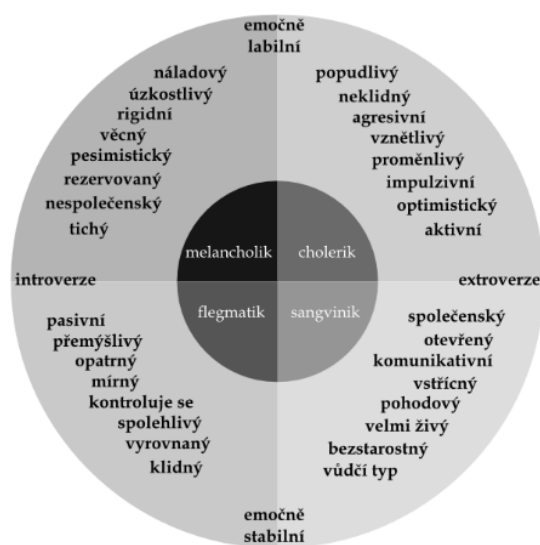 emočně
labilní
náladový
úzkostlivý
rigidní
věcný
pesimistický
rezervovaný
nespolečenský
tichý
popudlivý
neklidný
agresivní
vznětlivý
proměnlivý
impulzivní
optimistický
aktivní
melancholik
cholerik
introverze
extroverze
flegmatik
sangvinik
pasivní
přemýšlivý
opatrný
mírný
kontroluje se
spolehlivý
vyrovnaný
klidný
společenský
otevřený
komunikativní
vstřícný
pohodový
velmi živý
bezstarostný
vůdčí typ
emočně
stabilní